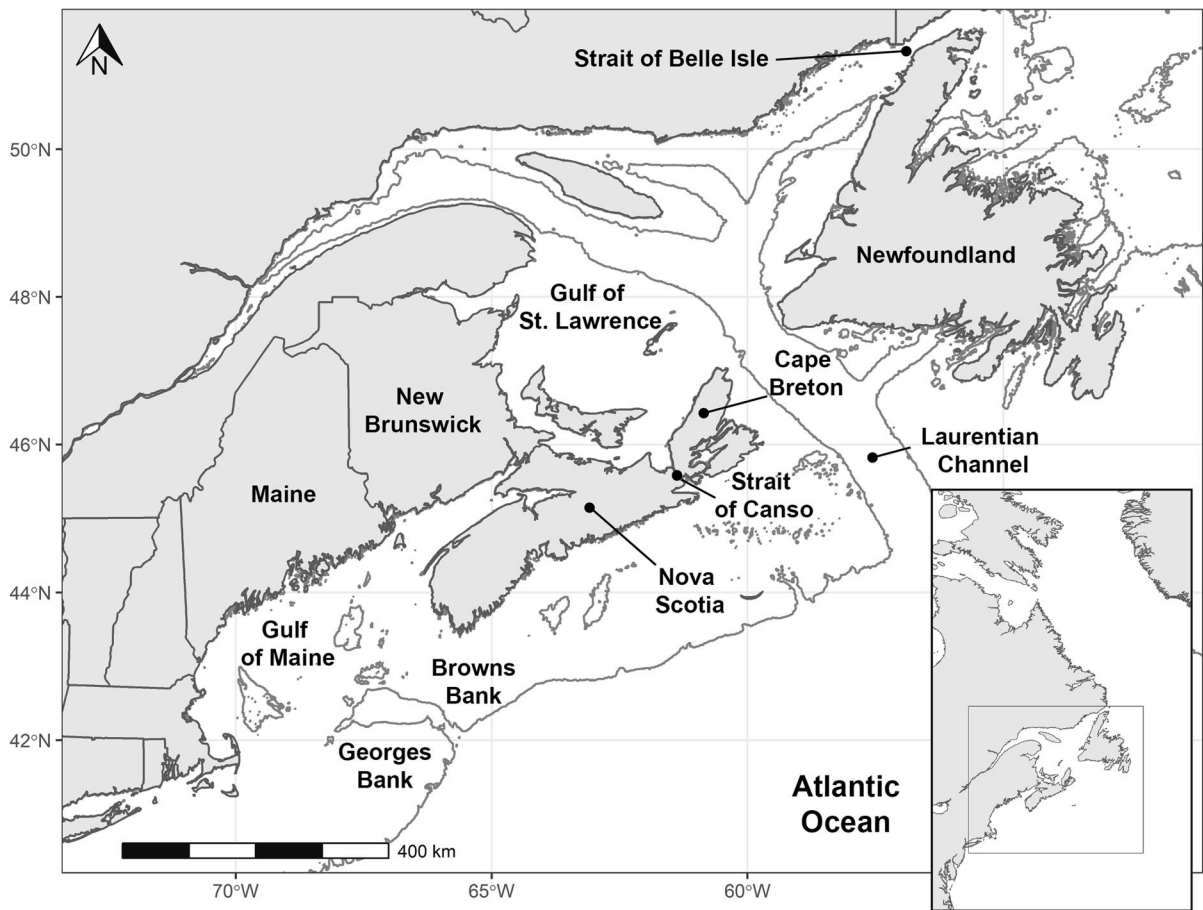 N
Strait of Belle Isle
50°N
Newfoundland
48°N
Gulf of
St. Lawrence
Cape
Breton
New
Brunswick
46°N
Laurentian
Channel
Maine
Strait
of Canso
Nova
Scotia
44°N
Gulf
of Maine
Browns
Bank
42°N
Georges
Bank
Atlantic
Ocean
400 km
70°W
65°W
60°W